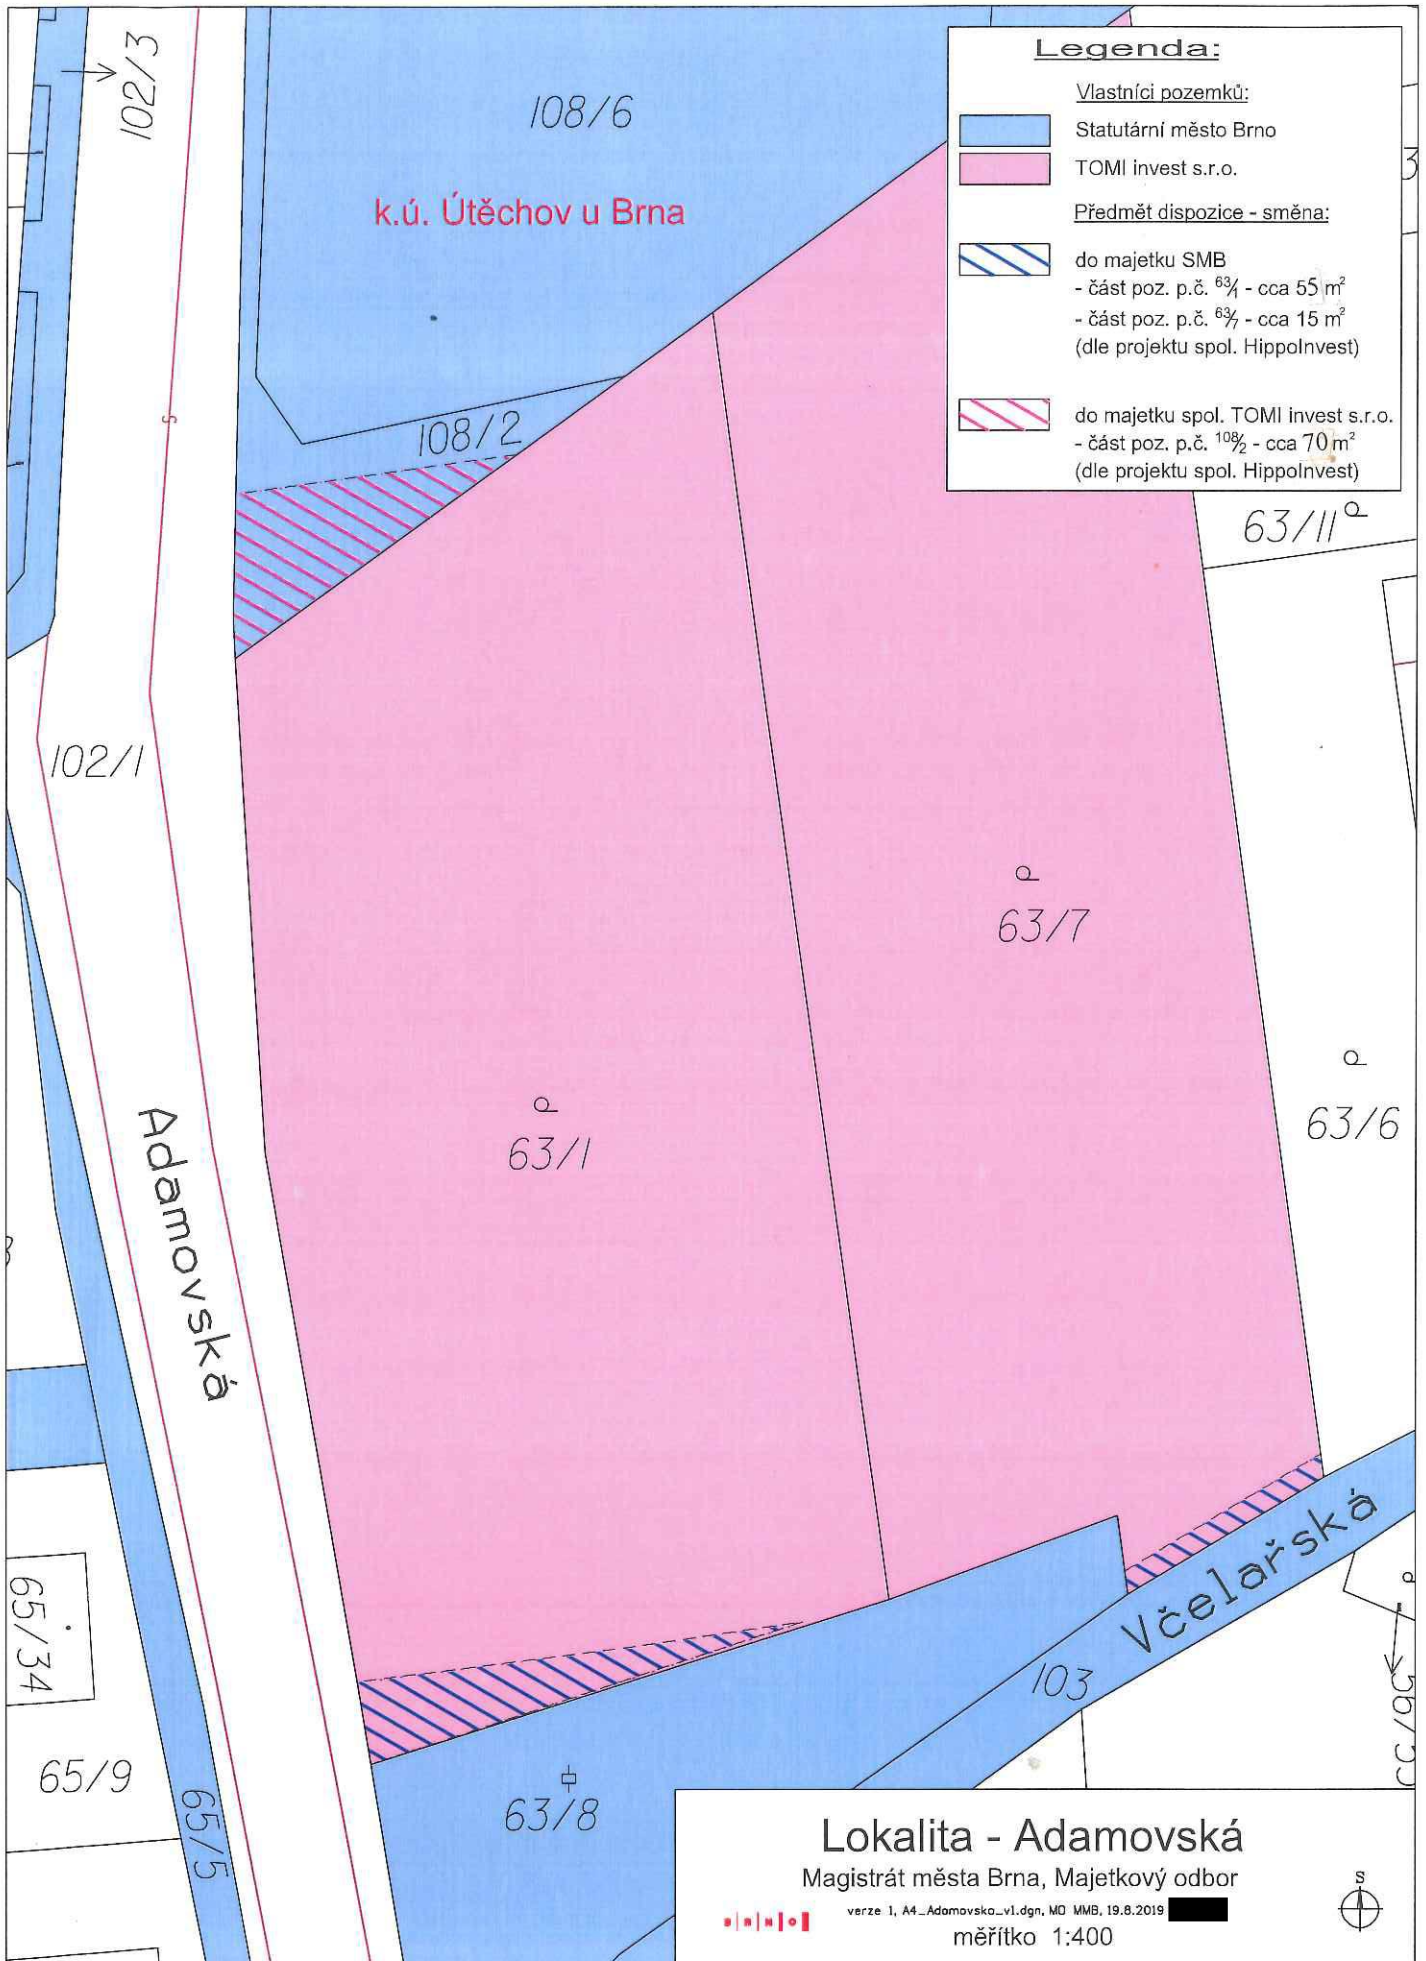 Legenda:
Vlastníci pozemků:
Statutární město Brno
TOMI invest s.r.o.
Předmět dispozice - směna:
do majetku SMB
- část poz. p.č. 63/1 - cca 55 m²
- část poz. p.č. 63/7 - cca 15 m²
(dle projektu spol. HippoInvest)
do majetku spol. TOMI invest s.r.o.
- část poz. p.č. 108/2 - cca 70 m²
(dle projektu spol. HippoInvest)
102/3
108/6
k.ú. Útěchov u Brna
108/2
63/11
102/1
63/7
63/1
63/6
Adamovská
Včelařská
103
65/34
65/9
65/5
63/8
Lokalita - Adamovská
Magistrát města Brna, Majetkový odbor
B R N O
verze 1, A4_Adamovska_v1.dgn, MO MMB, 19.8.2019
měřítko 1:400
S